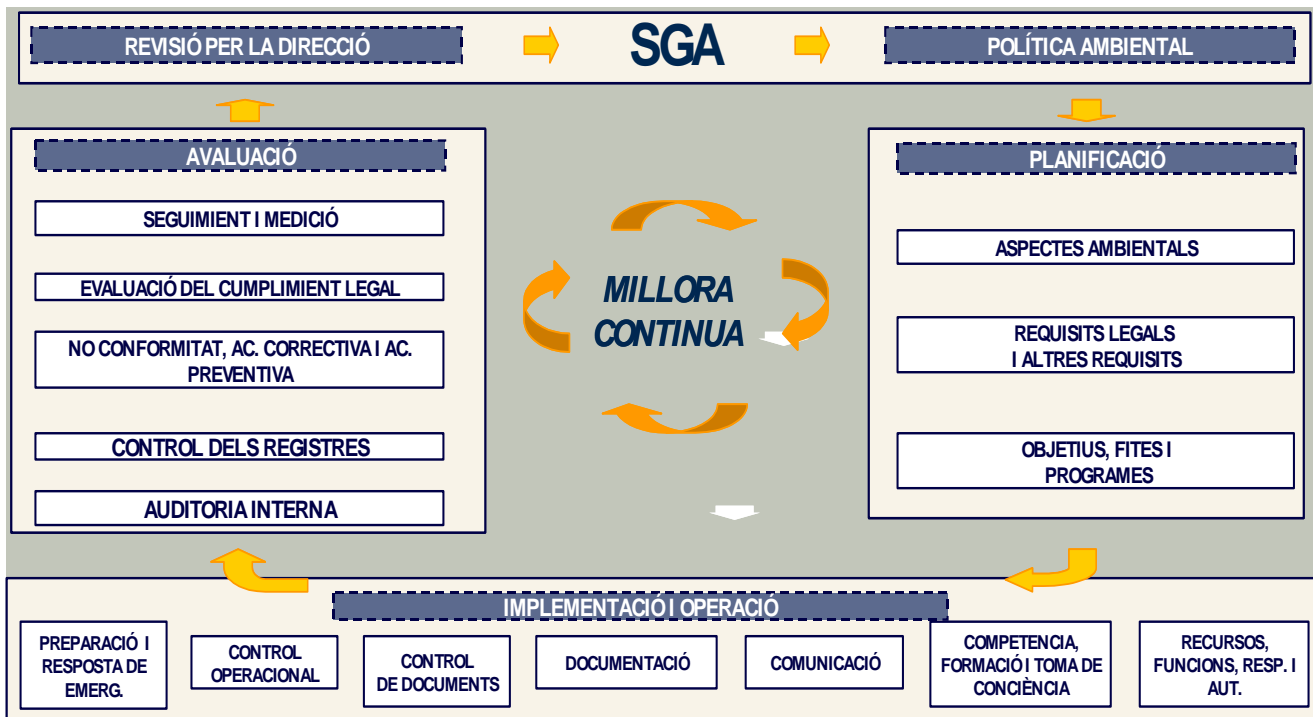 REVISIÓ PER LA DIRECCIÓ
SGA
POLÍTICA AMBIENTAL
AVALUACIÓ
SEGUIMIENT I MEDICIÓ
EVALUACIÓ DEL CUMPLIMIENT LEGAL
NO CONFORMITAT, AC. CORRECTIVA I AC.
PREVENTIVA
CONTROL DELS REGISTRES
AUDITORIA INTERNA
MILLORA
CONTINUA
PLANIFICACIÓ
ASPECTES AMBIENTALS
REQUISITS LEGALS
I ALTRES REQUISITS
OBJETIUS, FITES I
PROGRAMES
IMPLEMENTACIÓ I OPERACIÓ
PREPARACIÓ I
RESPOSTA DE
EMERG.
CONTROL
OPERACIONAL
CONTROL
DE DOCUMENTS
DOCUMENTACIÓ
COMUNICACIÓ
COMPETENCIA,
FORMACIÓ I TOMA DE
CONCIÈNCIA
RECURSOS,
FUNCIONS, RESP. I
AUT.